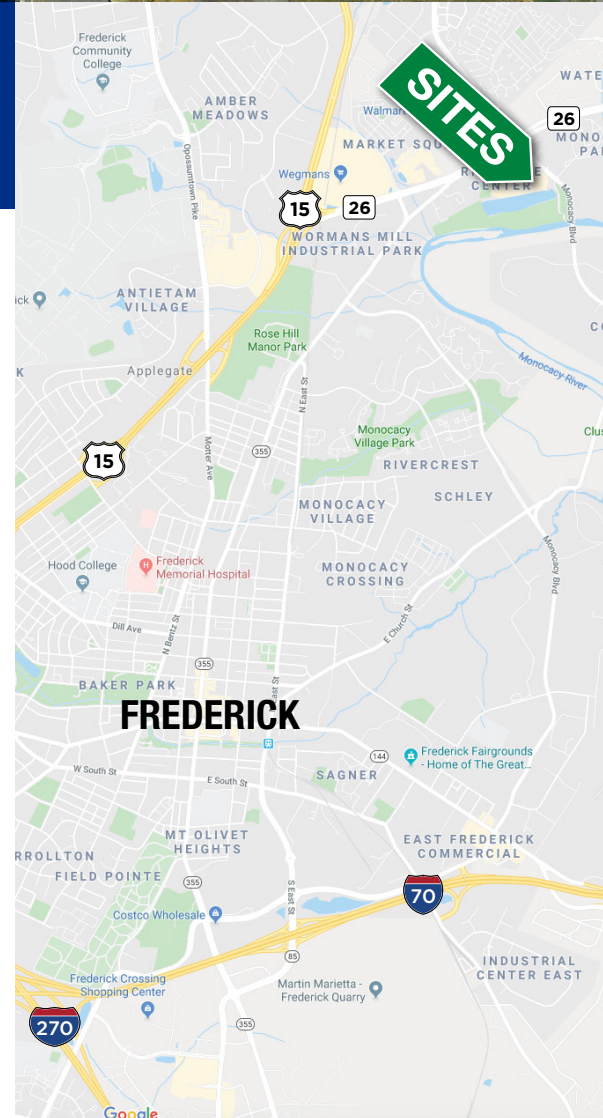 Frederick
Community
College
AMBER
MEADOWS
SITES
WATE
26
Walmar
MARKET SQU
MONO
PA
CENTER
Opossumtown Pike
Wegmans
15
26
Monocacy Blvd
WORMANS MILL
INDUSTRIAL PARK
ick
ANTIETAM
VILLAGE
Rose Hill
Manor Park
Monocacy River
K
Applegate
N East St
Motter Ave
355
Monocacy
Village Park
Clus
15
RIVERCREST
SCHLEY
MONOCACY
VILLAGE
Monocacy Blvd
Hood College
Frederick
Memorial Hospital
MONOCACY
CROSSING
Dill Ave
N Bentz St
E Church St
355
BAKER PARK
East St
FREDERICK
144
Frederick Fairgrounds
- Home of The Great...
W South St
E South St
SAGNER
MT OLIVET
HEIGHTS
EAST FREDERICK
COMMERCIAL
RROLLTON
FIELD POINTE
355
S East St
70
Costco Wholesale
85
INDUSTRIAL
CENTER EAST
Frederick Crossing
Shopping Center
Martin Marietta -
Frederick Quarry
270
355
Google